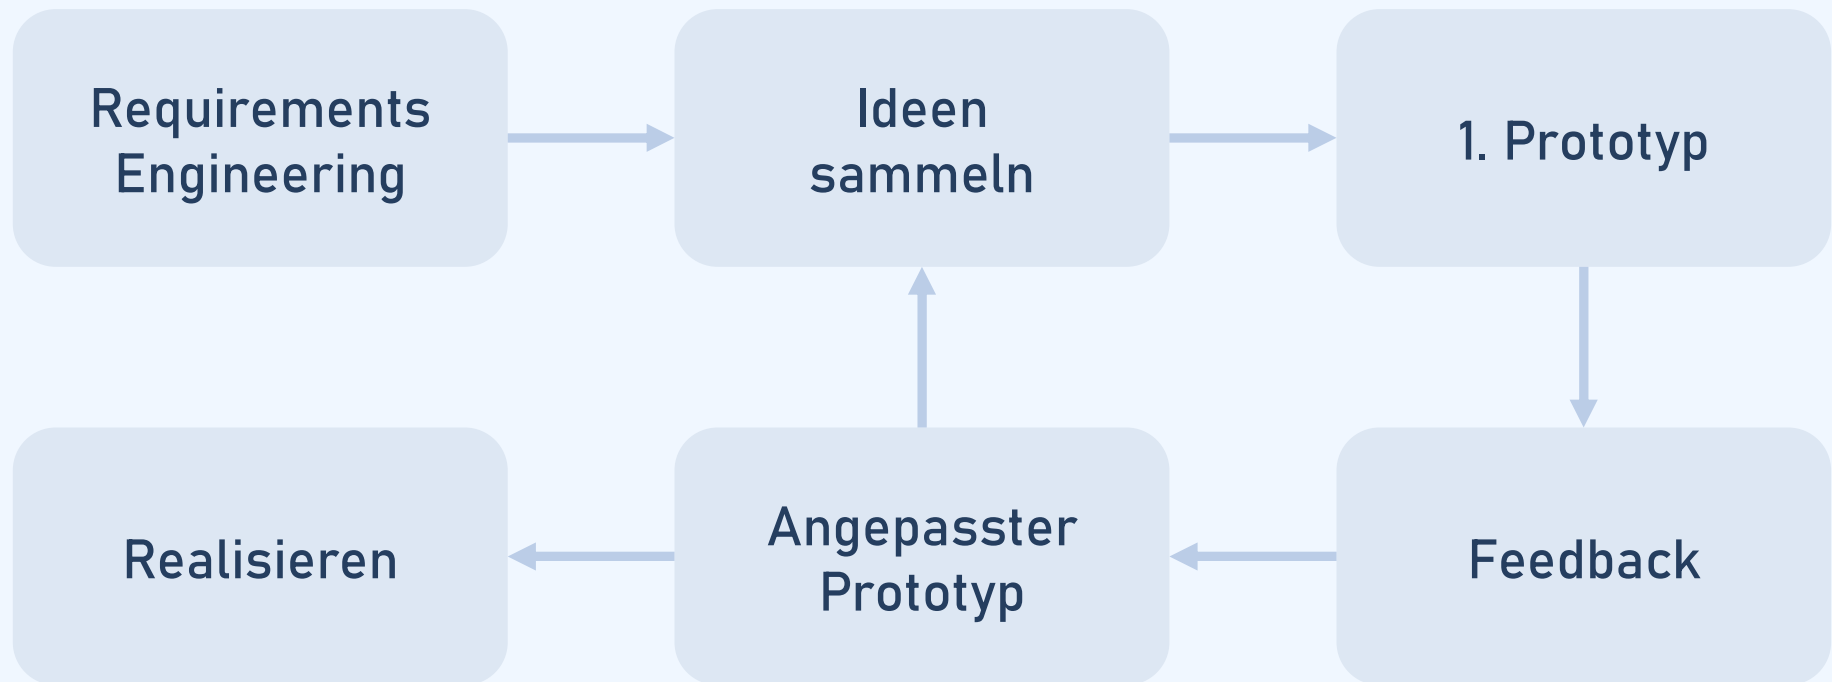 Requirements
Engineering
Ideen
sammeln
1. Prototyp
Realisieren
Angepasster
Prototyp
Feedback